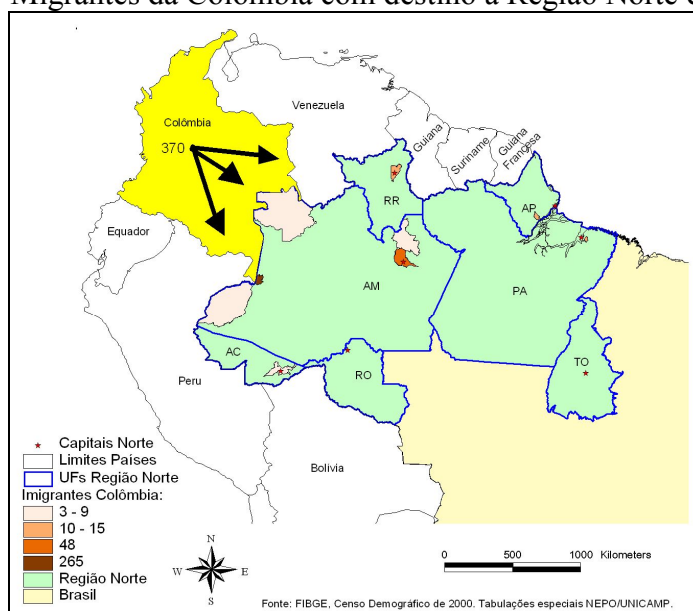 Migrantes da Colômbia com destino à Região Norte
Colômbia
370
Venezuela
Guiana
Suriname
Guiana
Francesa
Equador
RR
AP
AM
PA
AC
RO
TO
Peru
Bolivia
Capitais Norte
Limites Países
UFs Região Norte
Imigrantes Colômbia:
3 - 9
10 - 15
48
265
Região Norte
Brasil
N
W
E
S
0 500 1000 Kilometers
Fonte: FIBGE, Censo Demográfico de 2000. Tabulações especiais NEPO/UNICAMP.